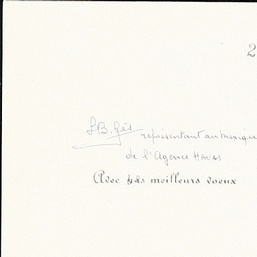 2
représentant au Mexique
de l'Agence Havas
Avec ses meilleurs voeux